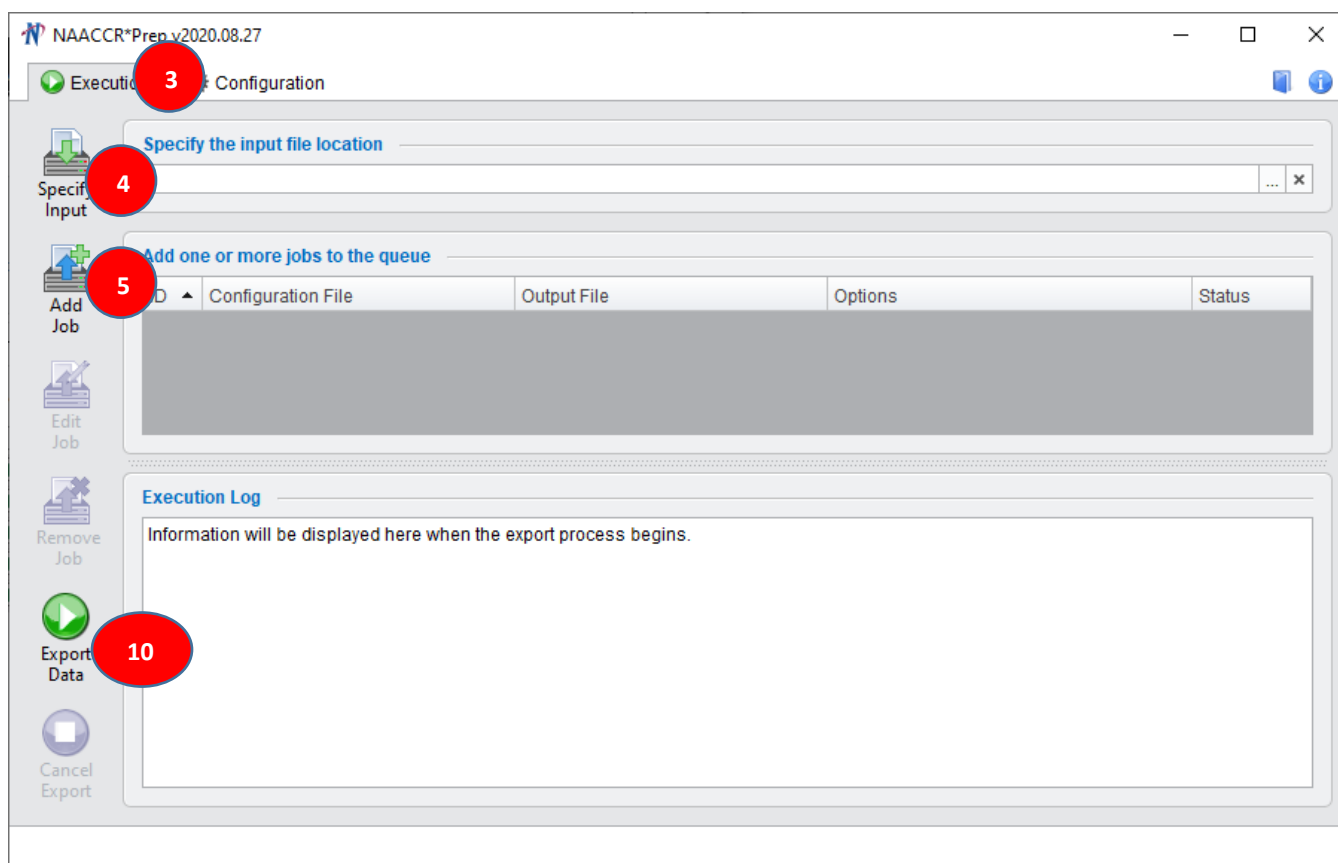 NAACCR*Prep v2020.08.27
Executi 3 Configuration
Specify the input file location
Specify 4 ...
Input
Add one or more jobs to the queue
5 D Configuration File Output File Options Status
Add
Job
Edit
Job
Execution Log
Information will be displayed here when the export process begins.
Remove
Job
Export 10
Data
Cancel
Export